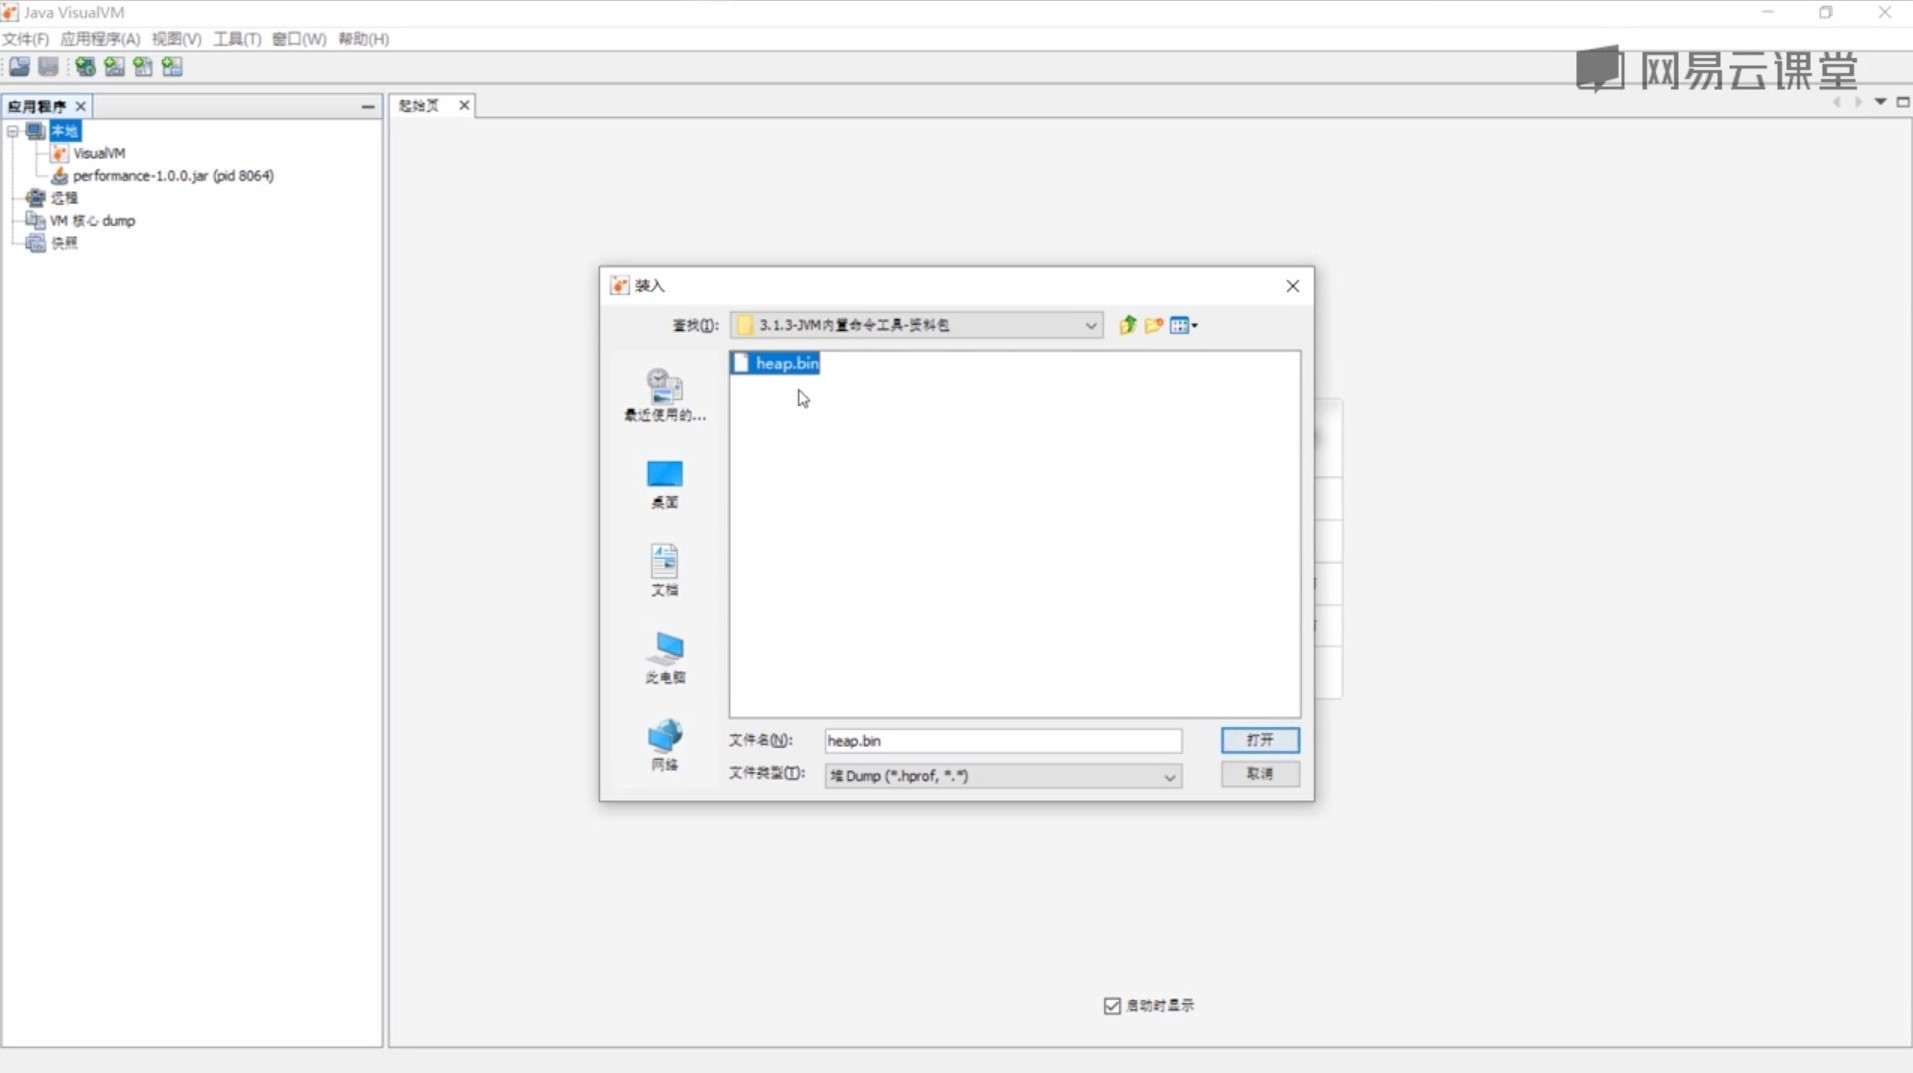 Java VisualVM
文件(F) 应用程序(A) 视图(V) 工具(T) 窗口(W) 帮助(H)
网易云课堂
应用程序
起始页
本地
VisualVM
performance-1.0.0.jar (pid 8064)
远程
VM 核心 dump
快照
装入
查找(I):
3.1.3-JVM内置命令工具-资料包
heap.bin
最近使用的...
桌面
文档
此电脑
网络
文件名(N):
heap.bin
打开
文件类型(T):
堆 Dump (*.hprof, *.*)
取消
启动时显示